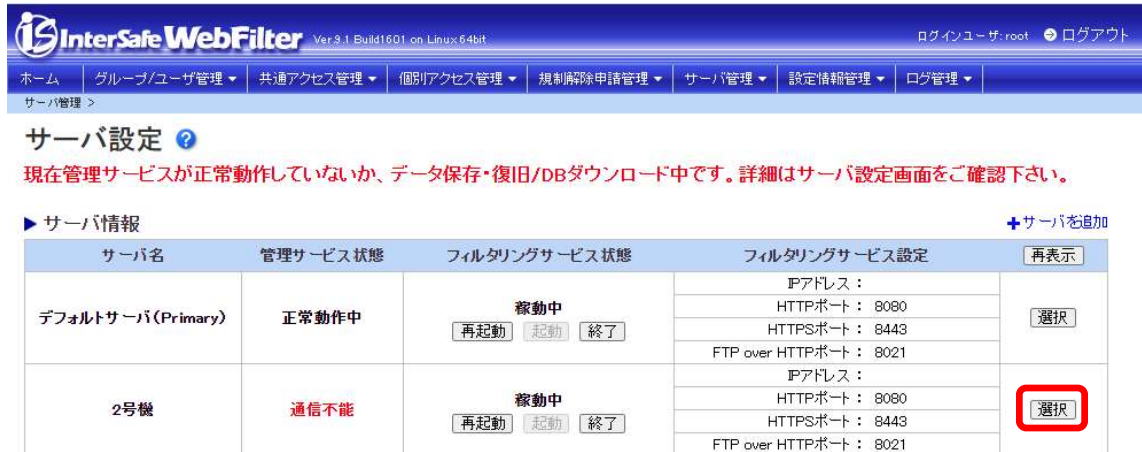 InterSafe WebFilter Ver.9.1 Build1601 on Linux 64bit ログインユーザ: root ログアウト
ホーム グループ/ユーザ管理 ▼ 共通アクセス管理 ▼ 個別アクセス管理 ▼ 規制解除申請管理 ▼ サーバ管理 ▼ 設定情報管理 ▼ ログ管理 ▼
サーバ管理 >
サーバ設定 ?
現在管理サービスが正常動作していないか、データ保存・復旧/DBダウンロード中です。詳細はサーバ設定画面をご確認下さい。
▶ サーバ情報 +サーバを追加
サーバ名 管理サービス状態 フィルタリングサービス状態 フィルタリングサービス設定 再表示
デフォルトサーバ(Primary) 正常動作中 稼動中
再起動 起動 終了
IPアドレス:
HTTPポート: 8080
HTTPSポート: 8443
FTP over HTTPポート: 8021
選択
2号機 通信不能 稼動中
再起動 起動 終了
IPアドレス:
HTTPポート: 8080
HTTPSポート: 8443
FTP over HTTPポート: 8021
選択